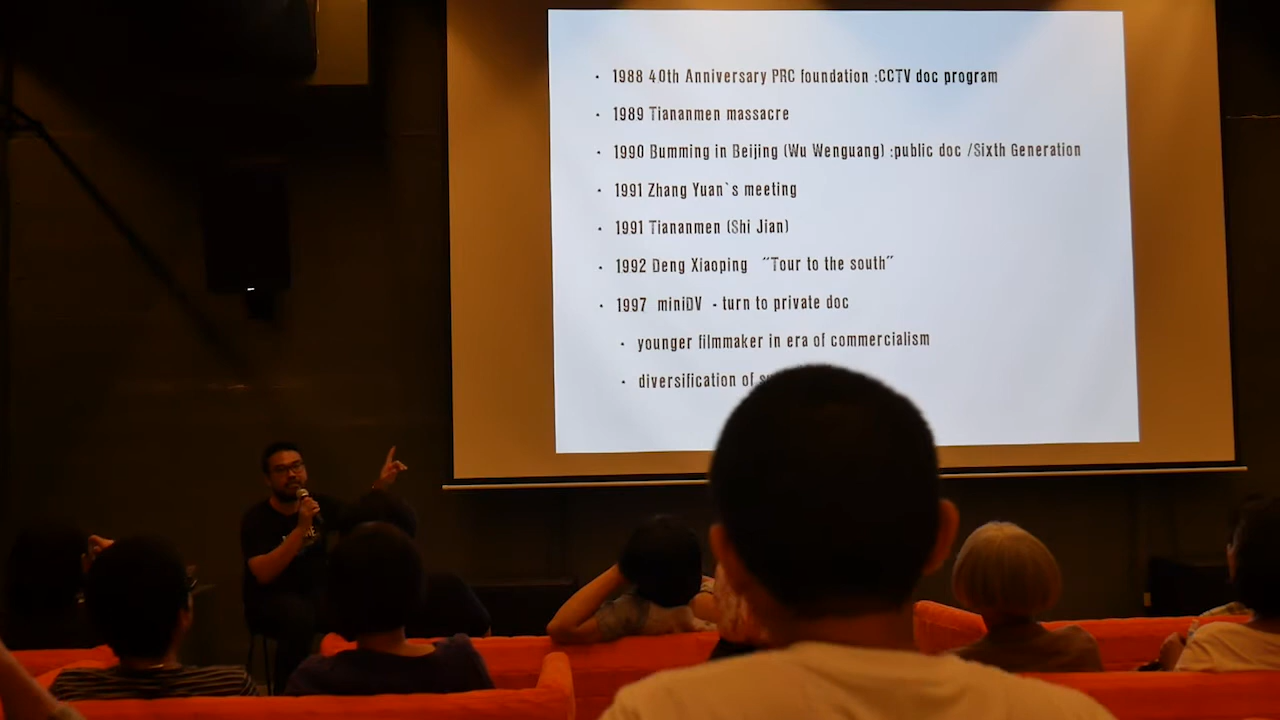 · 1988 40th Anniversary PRC foundation :CCTV doc program
· 1989 Tiananmen massacre
· 1990 Bumming in Beijing (Wu Wenguang) :public doc /Sixth Generation
· 1991 Zhang Yuan`s meeting
· 1991 Tiananmen (Shi Jian)
· 1992 Deng Xiaoping "Tour to the south"
· 1997 miniDV - turn to private doc
· younger filmmaker in era of commercialism
· diversification of